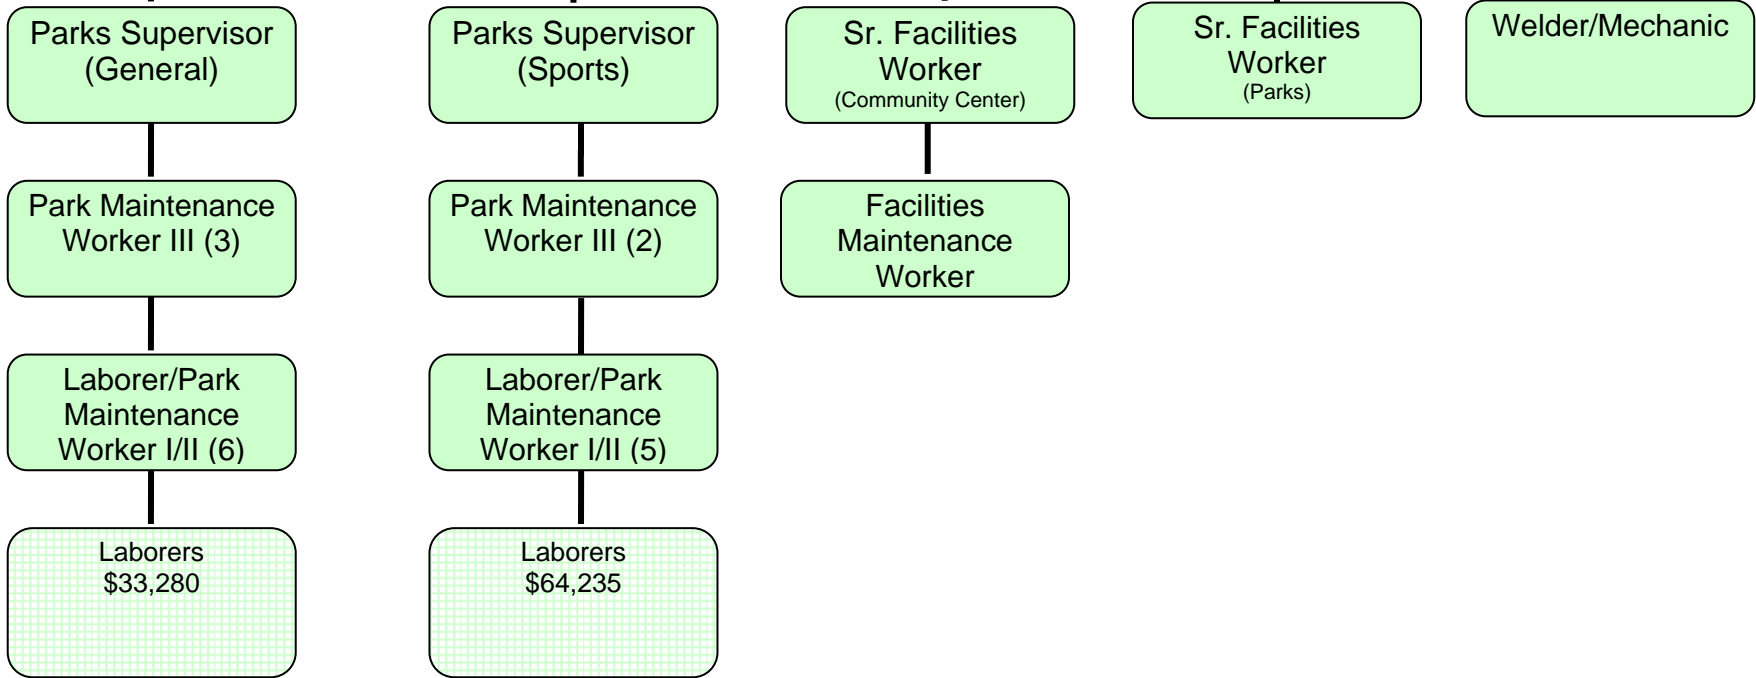 Parks Supervisor
(General)
Parks Supervisor
(Sports)
Sr. Facilities
Worker
(Community Center)
Sr. Facilities
Worker
(Parks)
Welder/Mechanic
Park Maintenance
Worker III (3)
Park Maintenance
Worker III (2)
Facilities
Maintenance
Worker
Laborer/Park
Maintenance
Worker I/II (6)
Laborer/Park
Maintenance
Worker I/II (5)
Laborers
$33,280
Laborers
$64,235